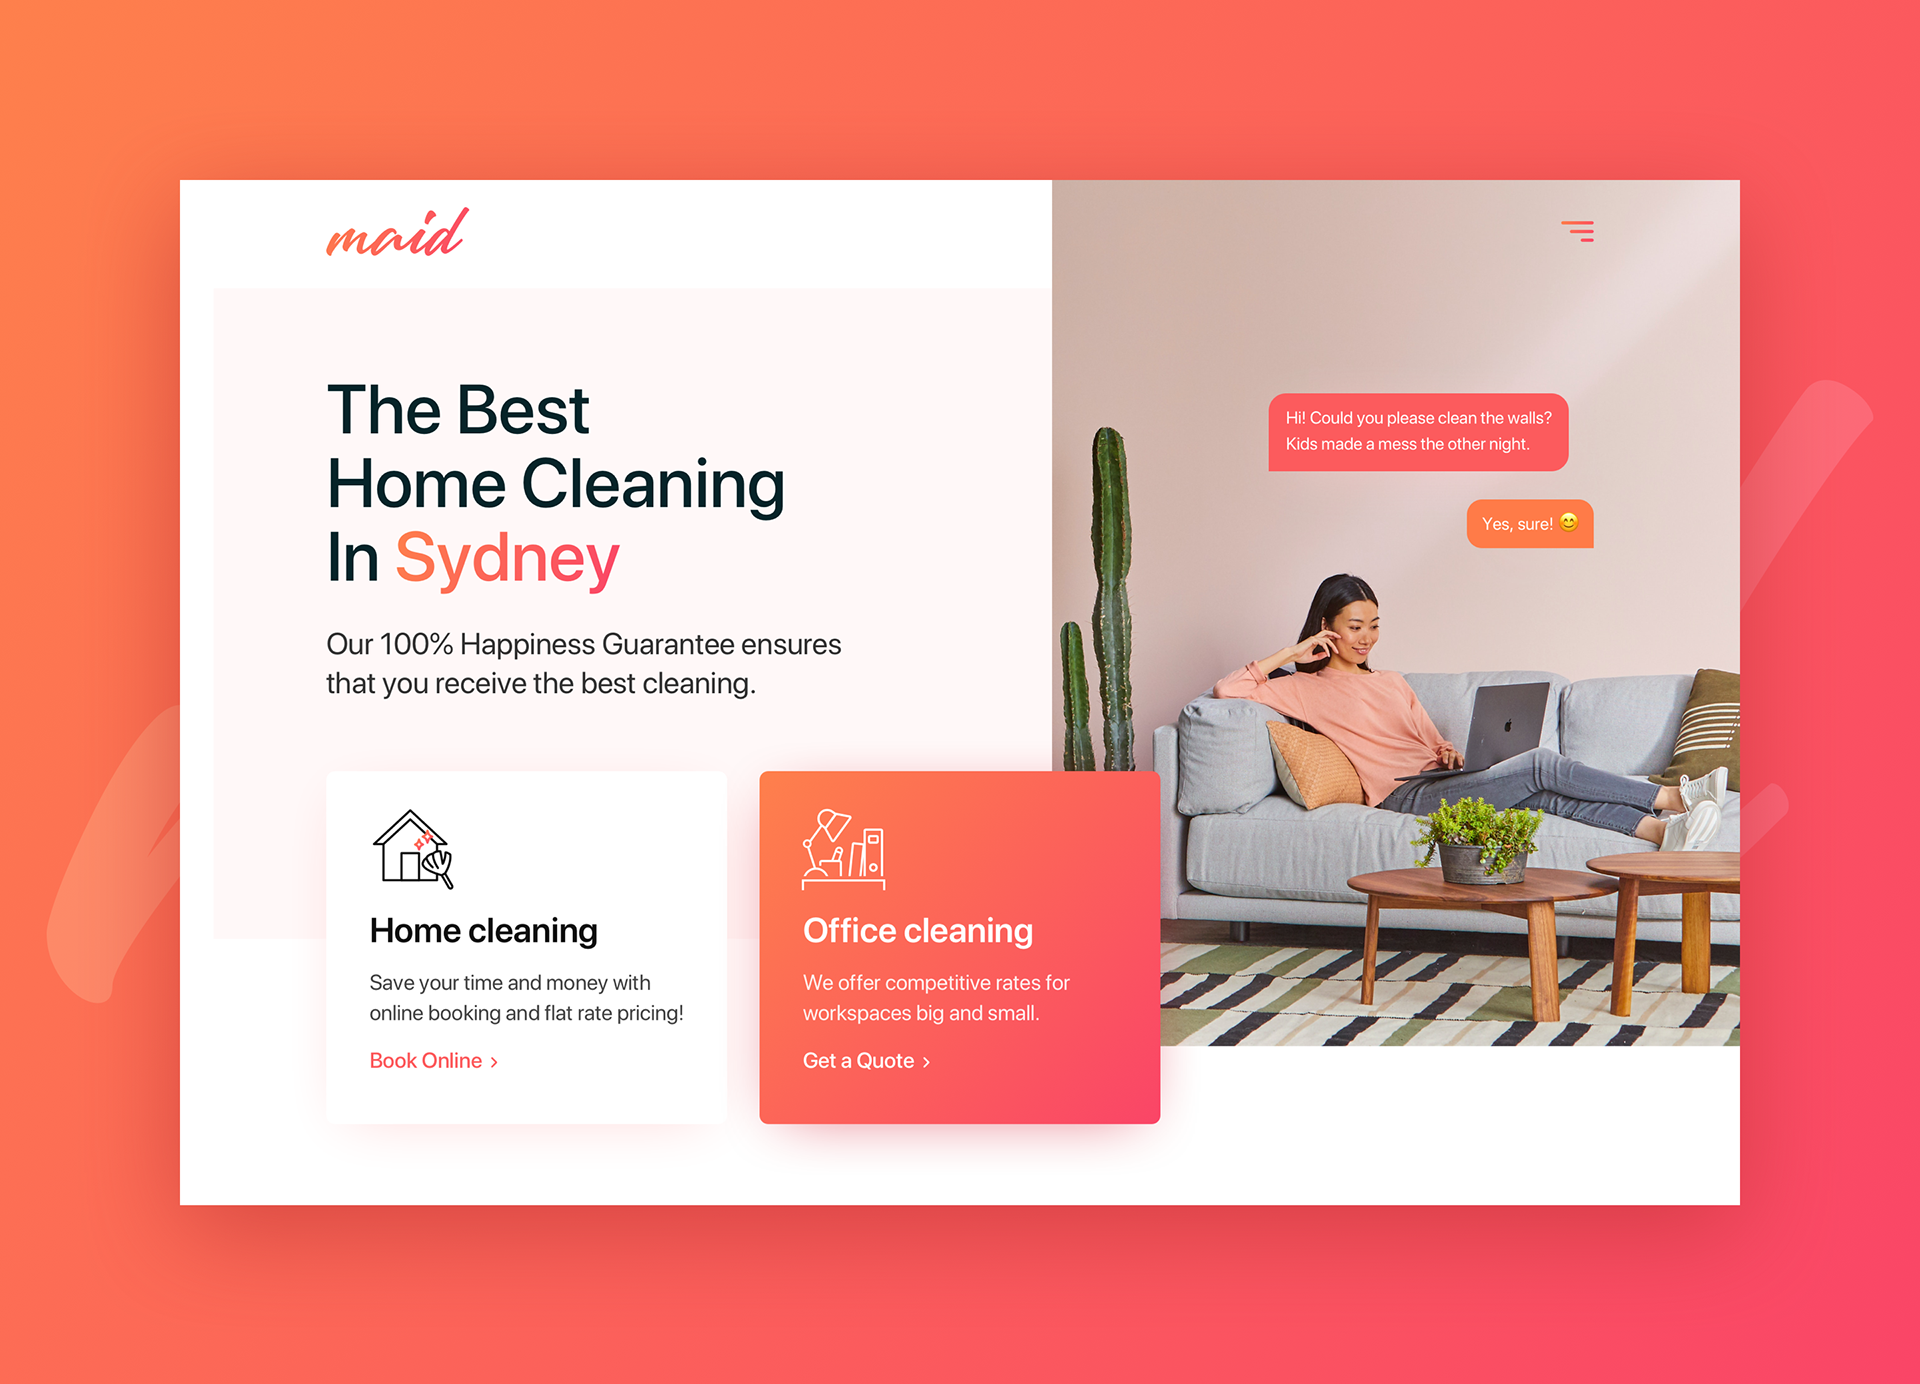 maid
The Best
Home Cleaning
In Sydney
Our 100% Happiness Guarantee ensures
that you receive the best cleaning.
Hi! Could you please clean the walls?
Kids made a mess the other night.
Yes, sure! 😊
Home cleaning
Save your time and money with
online booking and flat rate pricing!
Book Online >
Office cleaning
We offer competitive rates for
workspaces big and small.
Get a Quote >